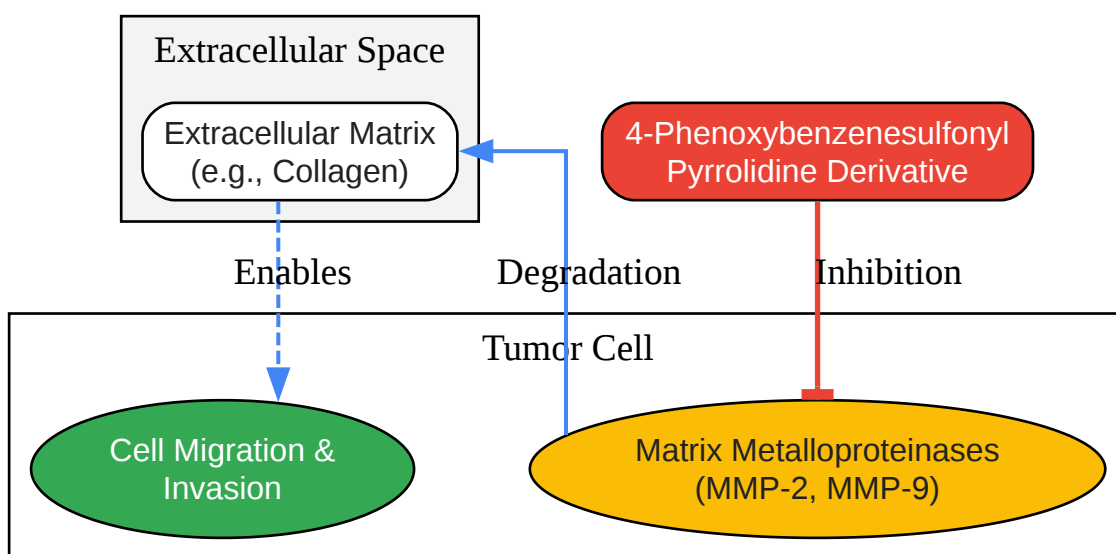 Extracellular Space
Extracellular Matrix
(e.g., Collagen)
4-Phenoxybenzenesulfonyl
Pyrrolidine Derivative
Enables
Degradation
Inhibition
Tumor Cell
Cell Migration &
Invasion
Matrix Metalloproteinases
(MMP-2, MMP-9)